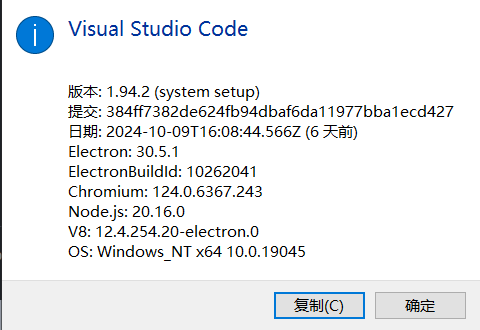 Visual Studio Code
版本: 1.94.2 (system setup)
提交: 384ff7382de624fb94dbaf6da11977bba1ecd427
日期: 2024-10-09T16:08:44.566Z (6 天前)
Electron: 30.5.1
ElectronBuildId: 10262041
Chromium: 124.0.6367.243
Node.js: 20.16.0
V8: 12.4.254.20-electron.0
OS: Windows_NT x64 10.0.19045
复制(C)
确定